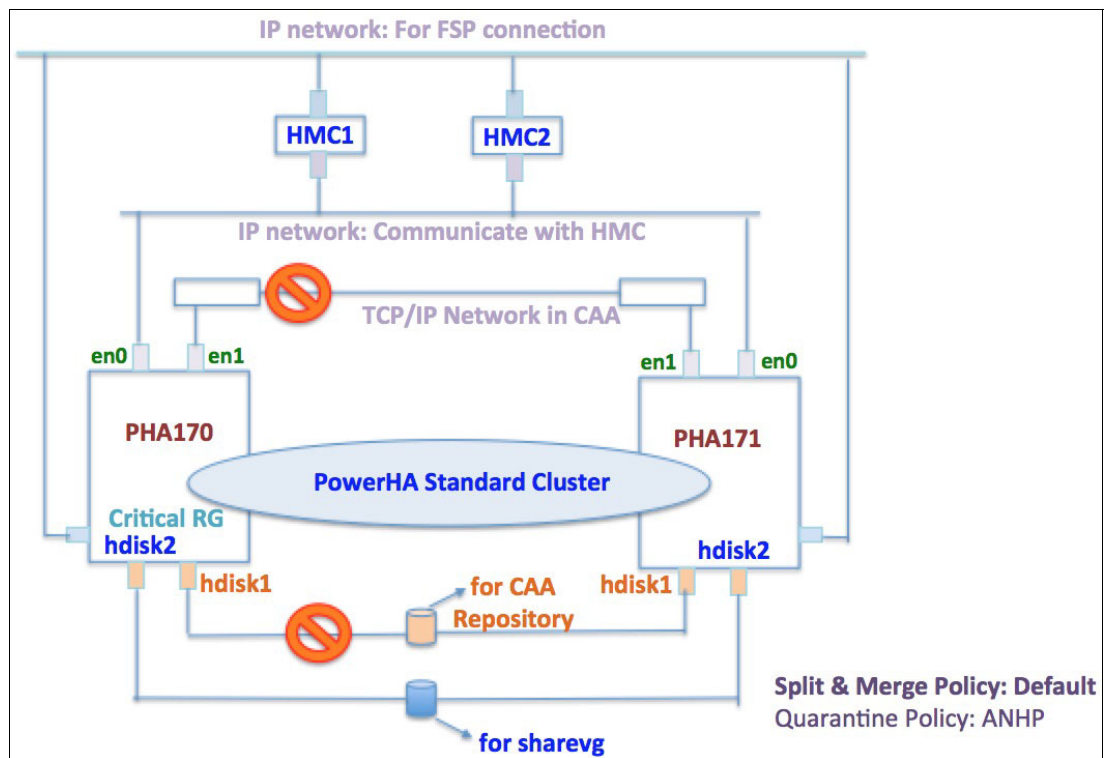 IP network: For FSP connection
HMC1
HMC2
IP network: Communicate with HMC
TCP/IP Network in CAA
en0
en1
en1
en0
PHA170
PHA171
PowerHA Standard Cluster
Critical RG
hdisk2
hdisk2
hdisk1
for CAA
Repository
hdisk1
Split & Merge Policy: Default
Quarantine Policy: ANHP
for sharevg